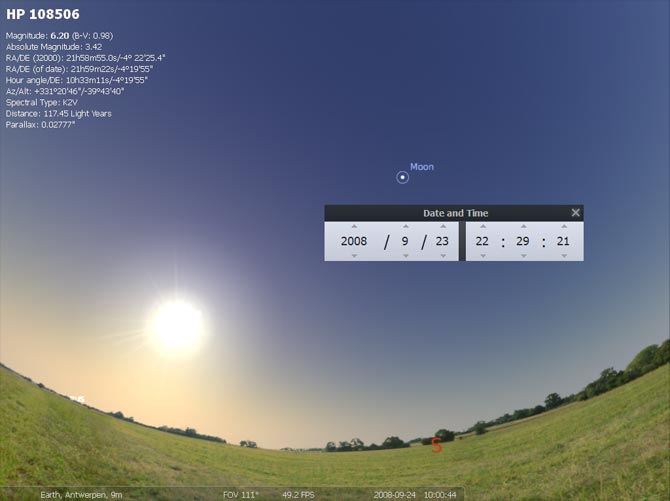 HP 108506
Magnitude: 6.20 (B-V: 0.98)
Absolute Magnitude: 3.42
RA/DE (J2000): 21h58m55.0s/-4° 22'25.4"
RA/DE (of date): 21h59m22s/-4°19'55"
Hour angle/DE: 10h33m11s/-4°19'55"
Az/Alt: +331°20'46"/-39°43'40"
Spectral Type: K2V
Distance: 117.45 Light Years
Parallax: 0.02777"
Moon
Date and Time
2008 / 9 / 23 22 : 29 : 21
S
Earth, Antwerpen, 9m FOV 111° 49.2 FPS 2008-09-24 10:00:44